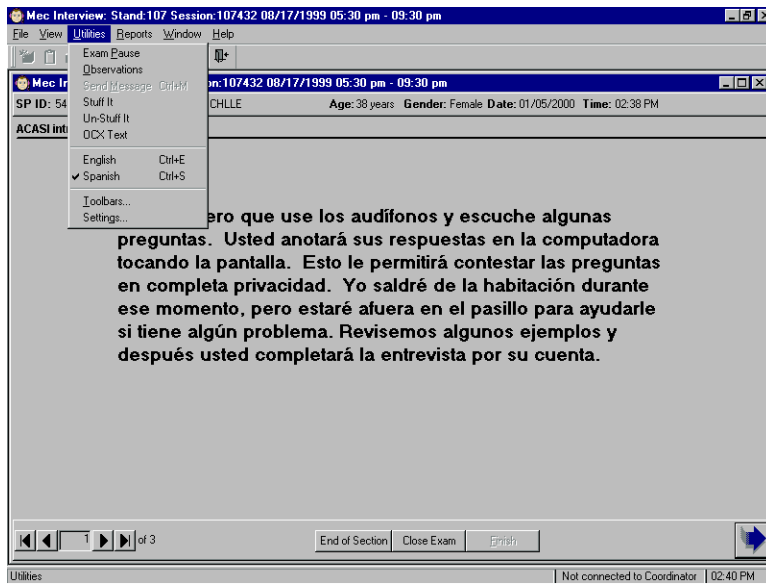 Mec Interview: Stand:107 Session:107432 08/17/1999 05:30 pm - 09:30 pm
File View Utilities Reports Window Help
Exam Pause
Observations
Send Message Ctrl+M
Stuff It
Un-Stuff It
OCX Text
English Ctrl+E
✔ Spanish Ctrl+S
Toolbars...
Settings...
Mec In on:107432 08/17/1999 05:30 pm - 09:30 pm
SP ID: 54 CHLLE Age: 38 years Gender: Female Date: 01/05/2000 Time: 02:38 PM
ACASI int
ero que use los audífonos y escuche algunas
preguntas. Usted anotará sus respuestas en la computadora
tocando la pantalla. Esto le permitirá contestar las preguntas
en completa privacidad. Yo saldré de la habitación durante
ese momento, pero estaré afuera en el pasillo para ayudarle
si tiene algún problema. Revisemos algunos ejemplos y
después usted completará la entrevista por su cuenta.
1 of 3 End of Section Close Exam Finish
Utilities Not connected to Coordinator 02:40 PM